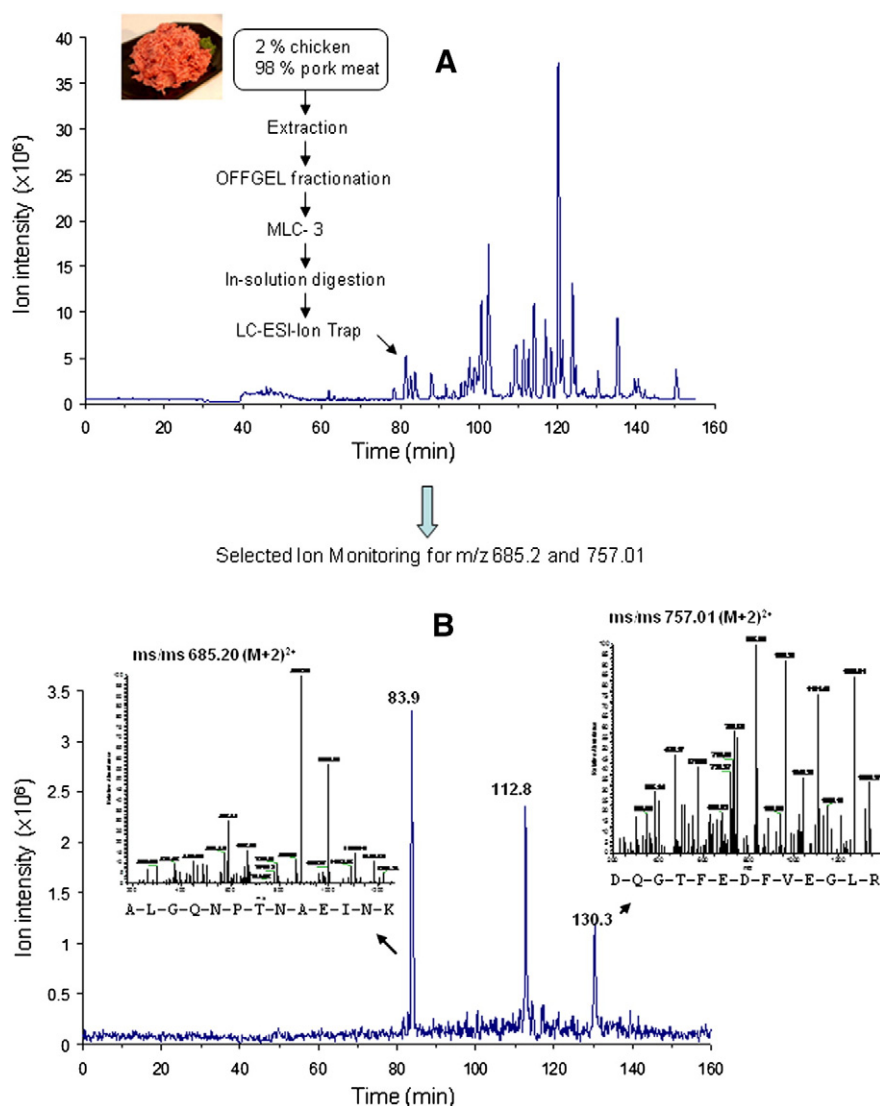 2 % chicken
98 % pork meat
A
Extraction
OFFGEL fractionation
MLC- 3
In-solution digestion
LC-ESI-Ion Trap
Ion intensity (×10⁶)
40
35
30
25
20
15
10
5
0
0 20 40 60 80 100 120 140 160
Time (min)
Selected Ion Monitoring for m/z 685.2 and 757.01
B
ms/ms 685.20 (M+2)²⁺
ms/ms 757.01 (M+2)²⁺
Relative Abundance
Relative Abundance
83.9
112.8
130.3
A-L-G-Q-N-P-T-N-A-E-I-N-K
D-Q-G-T-F-E-D-F-V-E-G-L-R
Ion intensity (×10⁶)
3.5
3
2.5
2
1.5
1
0.5
0
0 20 40 60 80 100 120 140 160
Time (min)